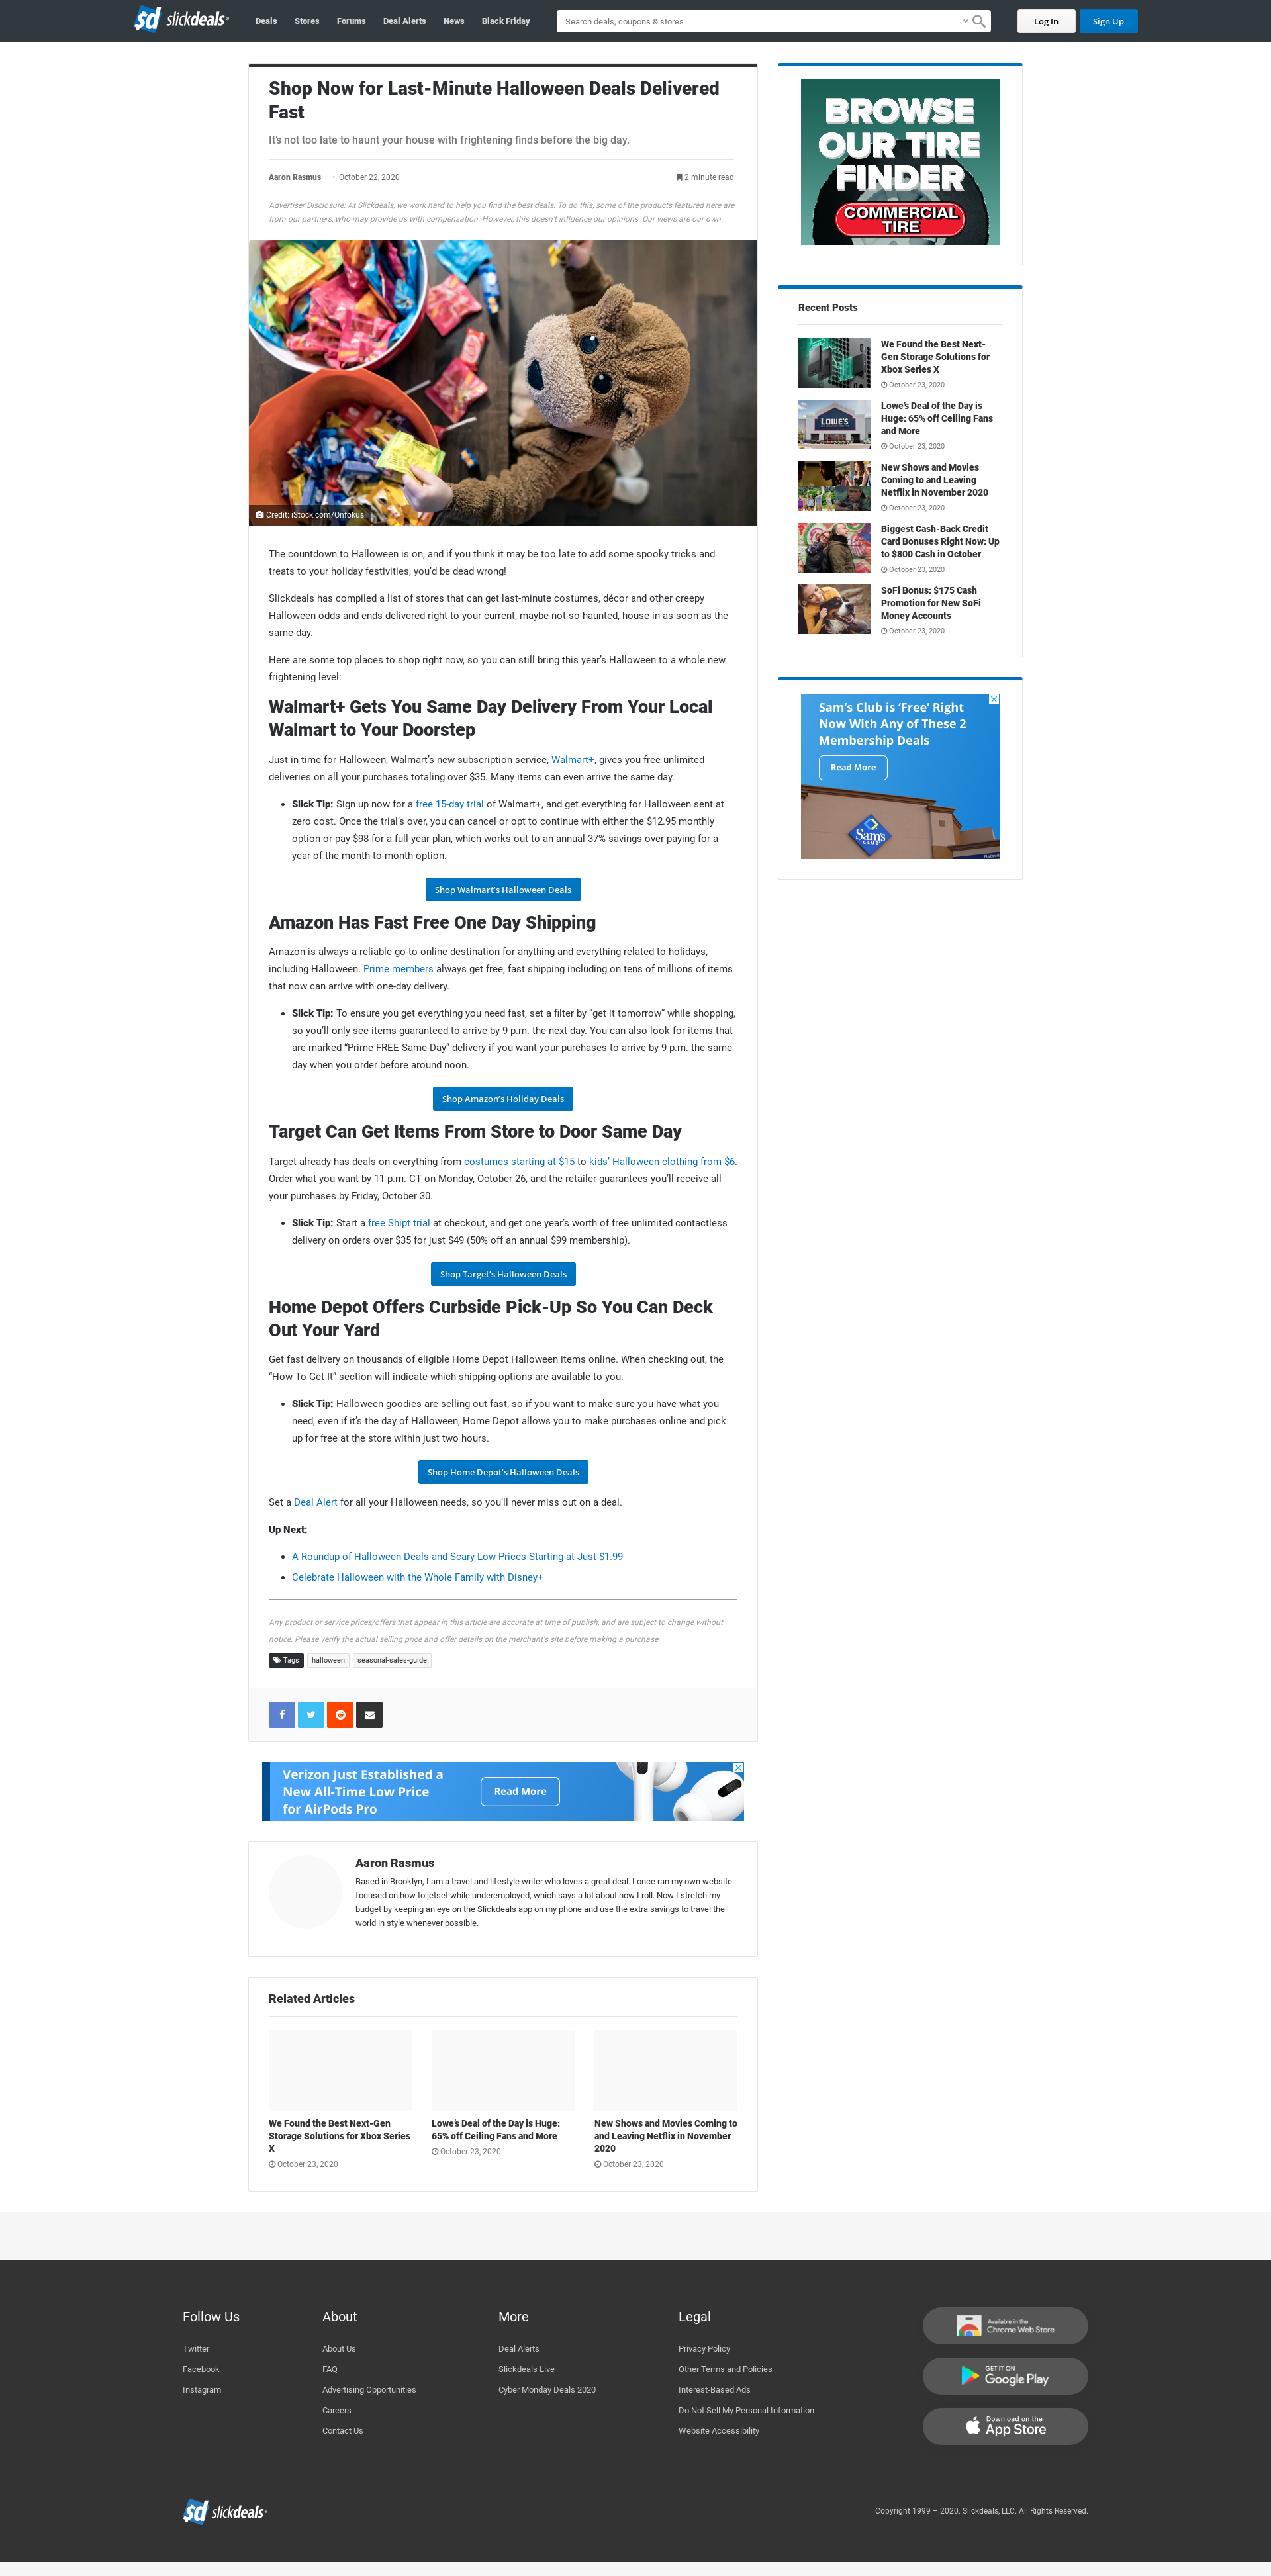 slickdeals
Deals
Stores
Forums
Deal Alerts
News
Black Friday
Search deals, coupons & stores
Log In
Sign Up
Shop Now for Last-Minute Halloween Deals Delivered
Fast
It's not too late to haunt your house with frightening finds before the big day.
Aaron Rasmus · October 22, 2020
2 minute read
Advertiser Disclosure: At Slickdeals, we work hard to help you find the best deals. To do this, some of the products featured here are
from our partners, who may provide us with compensation. However, this doesn't influence our opinions. Our views are our own.
Credit: iStock.com/Onfokus
The countdown to Halloween is on, and if you think it may be too late to add some spooky tricks and
treats to your holiday festivities, you'd be dead wrong!
Slickdeals has compiled a list of stores that can get last-minute costumes, décor and other creepy
Halloween odds and ends delivered right to your current, maybe-not-so-haunted, house in as soon as the
same day.
Here are some top places to shop right now, so you can still bring this year's Halloween to a whole new
frightening level:
Walmart+ Gets You Same Day Delivery From Your Local
Walmart to Your Doorstep
Just in time for Halloween, Walmart's new subscription service, Walmart+, gives you free unlimited
deliveries on all your purchases totaling over $35. Many items can even arrive the same day.
• Slick Tip: Sign up now for a free 15-day trial of Walmart+, and get everything for Halloween sent at
zero cost. Once the trial's over, you can cancel or opt to continue with either the $12.95 monthly
option or pay $98 for a full year plan, which works out to an annual 37% savings over paying for a
year of the month-to-month option.
Shop Walmart's Halloween Deals
Amazon Has Fast Free One Day Shipping
Amazon is always a reliable go-to online destination for anything and everything related to holidays,
including Halloween. Prime members always get free, fast shipping including on tens of millions of items
that now can arrive with one-day delivery.
• Slick Tip: To ensure you get everything you need fast, set a filter by “get it tomorrow” while shopping,
so you'll only see items guaranteed to arrive by 9 p.m. the next day. You can also look for items that
are marked “Prime FREE Same-Day” delivery if you want your purchases to arrive by 9 p.m. the same
day when you order before around noon.
Shop Amazon's Holiday Deals
Target Can Get Items From Store to Door Same Day
Target already has deals on everything from costumes starting at $15 to kids' Halloween clothing from $6.
Order what you want by 11 p.m. CT on Monday, October 26, and the retailer guarantees you'll receive all
your purchases by Friday, October 30.
• Slick Tip: Start a free Shipt trial at checkout, and get one year's worth of free unlimited contactless
delivery on orders over $35 for just $49 (50% off an annual $99 membership).
Shop Target's Halloween Deals
Home Depot Offers Curbside Pick-Up So You Can Deck
Out Your Yard
Get fast delivery on thousands of eligible Home Depot Halloween items online. When checking out, the
“How To Get It” section will indicate which shipping options are available to you.
• Slick Tip: Halloween goodies are selling out fast, so if you want to make sure you have what you
need, even if it's the day of Halloween, Home Depot allows you to make purchases online and pick
up for free at the store within just two hours.
Shop Home Depot's Halloween Deals
Set a Deal Alert for all your Halloween needs, so you'll never miss out on a deal.
Up Next:
• A Roundup of Halloween Deals and Scary Low Prices Starting at Just $1.99
• Celebrate Halloween with the Whole Family with Disney+
Any product or service prices/offers that appear in this article are accurate at time of publish, and are subject to change without
notice. Please verify the actual selling price and offer details on the merchant's site before making a purchase.
Tags
halloween
seasonal-sales-guide
Verizon Just Established a
New All-Time Low Price
for AirPods Pro
Read More
Aaron Rasmus
Based in Brooklyn, I am a travel and lifestyle writer who loves a great deal. I once ran my own website
focused on how to jetset while underemployed, which says a lot about how I roll. Now I stretch my
budget by keeping an eye on the Slickdeals app on my phone and use the extra savings to travel the
world in style whenever possible.
Related Articles
We Found the Best Next-Gen
Storage Solutions for Xbox Series
X
October 23, 2020
Lowe's Deal of the Day is Huge:
65% off Ceiling Fans and More
October 23, 2020
New Shows and Movies Coming to
and Leaving Netflix in November
2020
October 23, 2020
BROWSE
OUR TIRE
FINDER
COMMERCIAL
TIRE
Recent Posts
We Found the Best Next-
Gen Storage Solutions for
Xbox Series X
October 23, 2020
LOWE'S
Lowe's Deal of the Day is
Huge: 65% off Ceiling Fans
and More
October 23, 2020
New Shows and Movies
Coming to and Leaving
Netflix in November 2020
October 23, 2020
Biggest Cash-Back Credit
Card Bonuses Right Now: Up
to $800 Cash in October
October 23, 2020
SoFi Bonus: $175 Cash
Promotion for New SoFi
Money Accounts
October 23, 2020
Sam's Club is 'Free' Right
Now With Any of These 2
Membership Deals
Read More
Sam's
CLUB
Follow Us
Twitter
Facebook
Instagram
About
About Us
FAQ
Advertising Opportunities
Careers
Contact Us
More
Deal Alerts
Slickdeals Live
Cyber Monday Deals 2020
Legal
Privacy Policy
Other Terms and Policies
Interest-Based Ads
Do Not Sell My Personal Information
Website Accessibility
Available in the
Chrome Web Store
GET IT ON
Google Play
Download on the
App Store
slickdeals
Copyright 1999 – 2020. Slickdeals, LLC. All Rights Reserved.